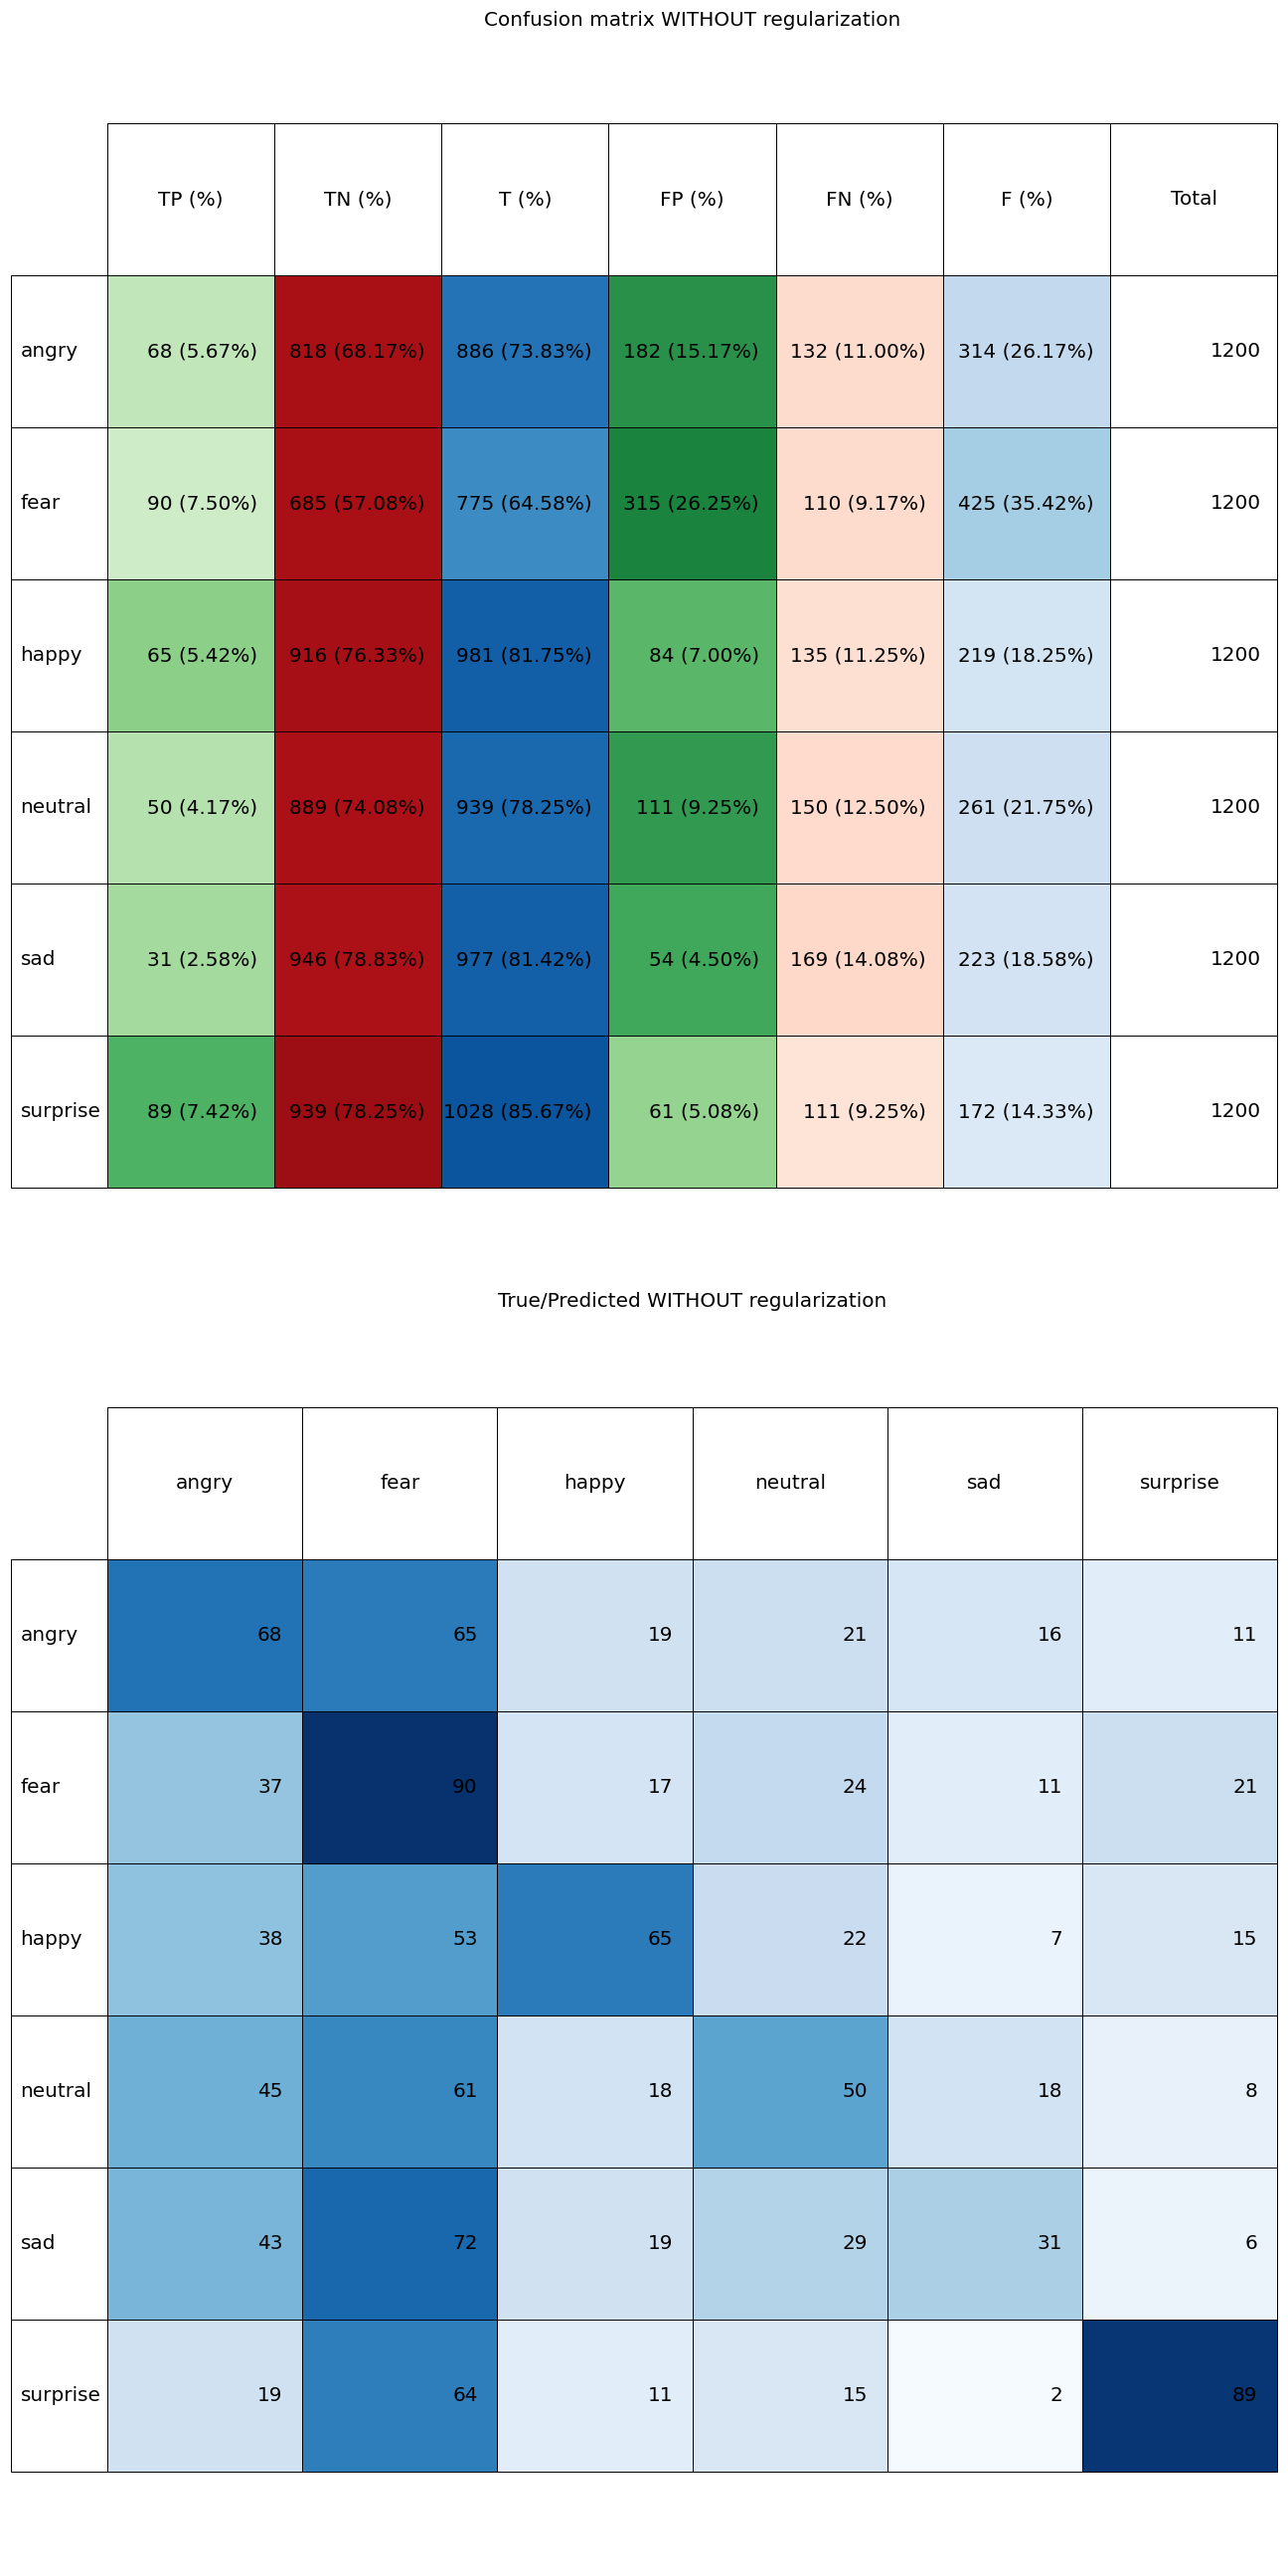 Confusion matrix WITHOUT regularization
TP (%) TN (%) T (%) FP (%) FN (%) F (%) Total
angry 68 (5.67%) 818 (68.17%) 886 (73.83%) 182 (15.17%) 132 (11.00%) 314 (26.17%) 1200
fear 90 (7.50%) 685 (57.08%) 775 (64.58%) 315 (26.25%) 110 (9.17%) 425 (35.42%) 1200
happy 65 (5.42%) 916 (76.33%) 981 (81.75%) 84 (7.00%) 135 (11.25%) 219 (18.25%) 1200
neutral 50 (4.17%) 889 (74.08%) 939 (78.25%) 111 (9.25%) 150 (12.50%) 261 (21.75%) 1200
sad 31 (2.58%) 946 (78.83%) 977 (81.42%) 54 (4.50%) 169 (14.08%) 223 (18.58%) 1200
surprise 89 (7.42%) 939 (78.25%) 1028 (85.67%) 61 (5.08%) 111 (9.25%) 172 (14.33%) 1200
True/Predicted WITHOUT regularization
angry fear happy neutral sad surprise
angry 68 65 19 21 16 11
fear 37 90 17 24 11 21
happy 38 53 65 22 7 15
neutral 45 61 18 50 18 8
sad 43 72 19 29 31 6
surprise 19 64 11 15 2 89